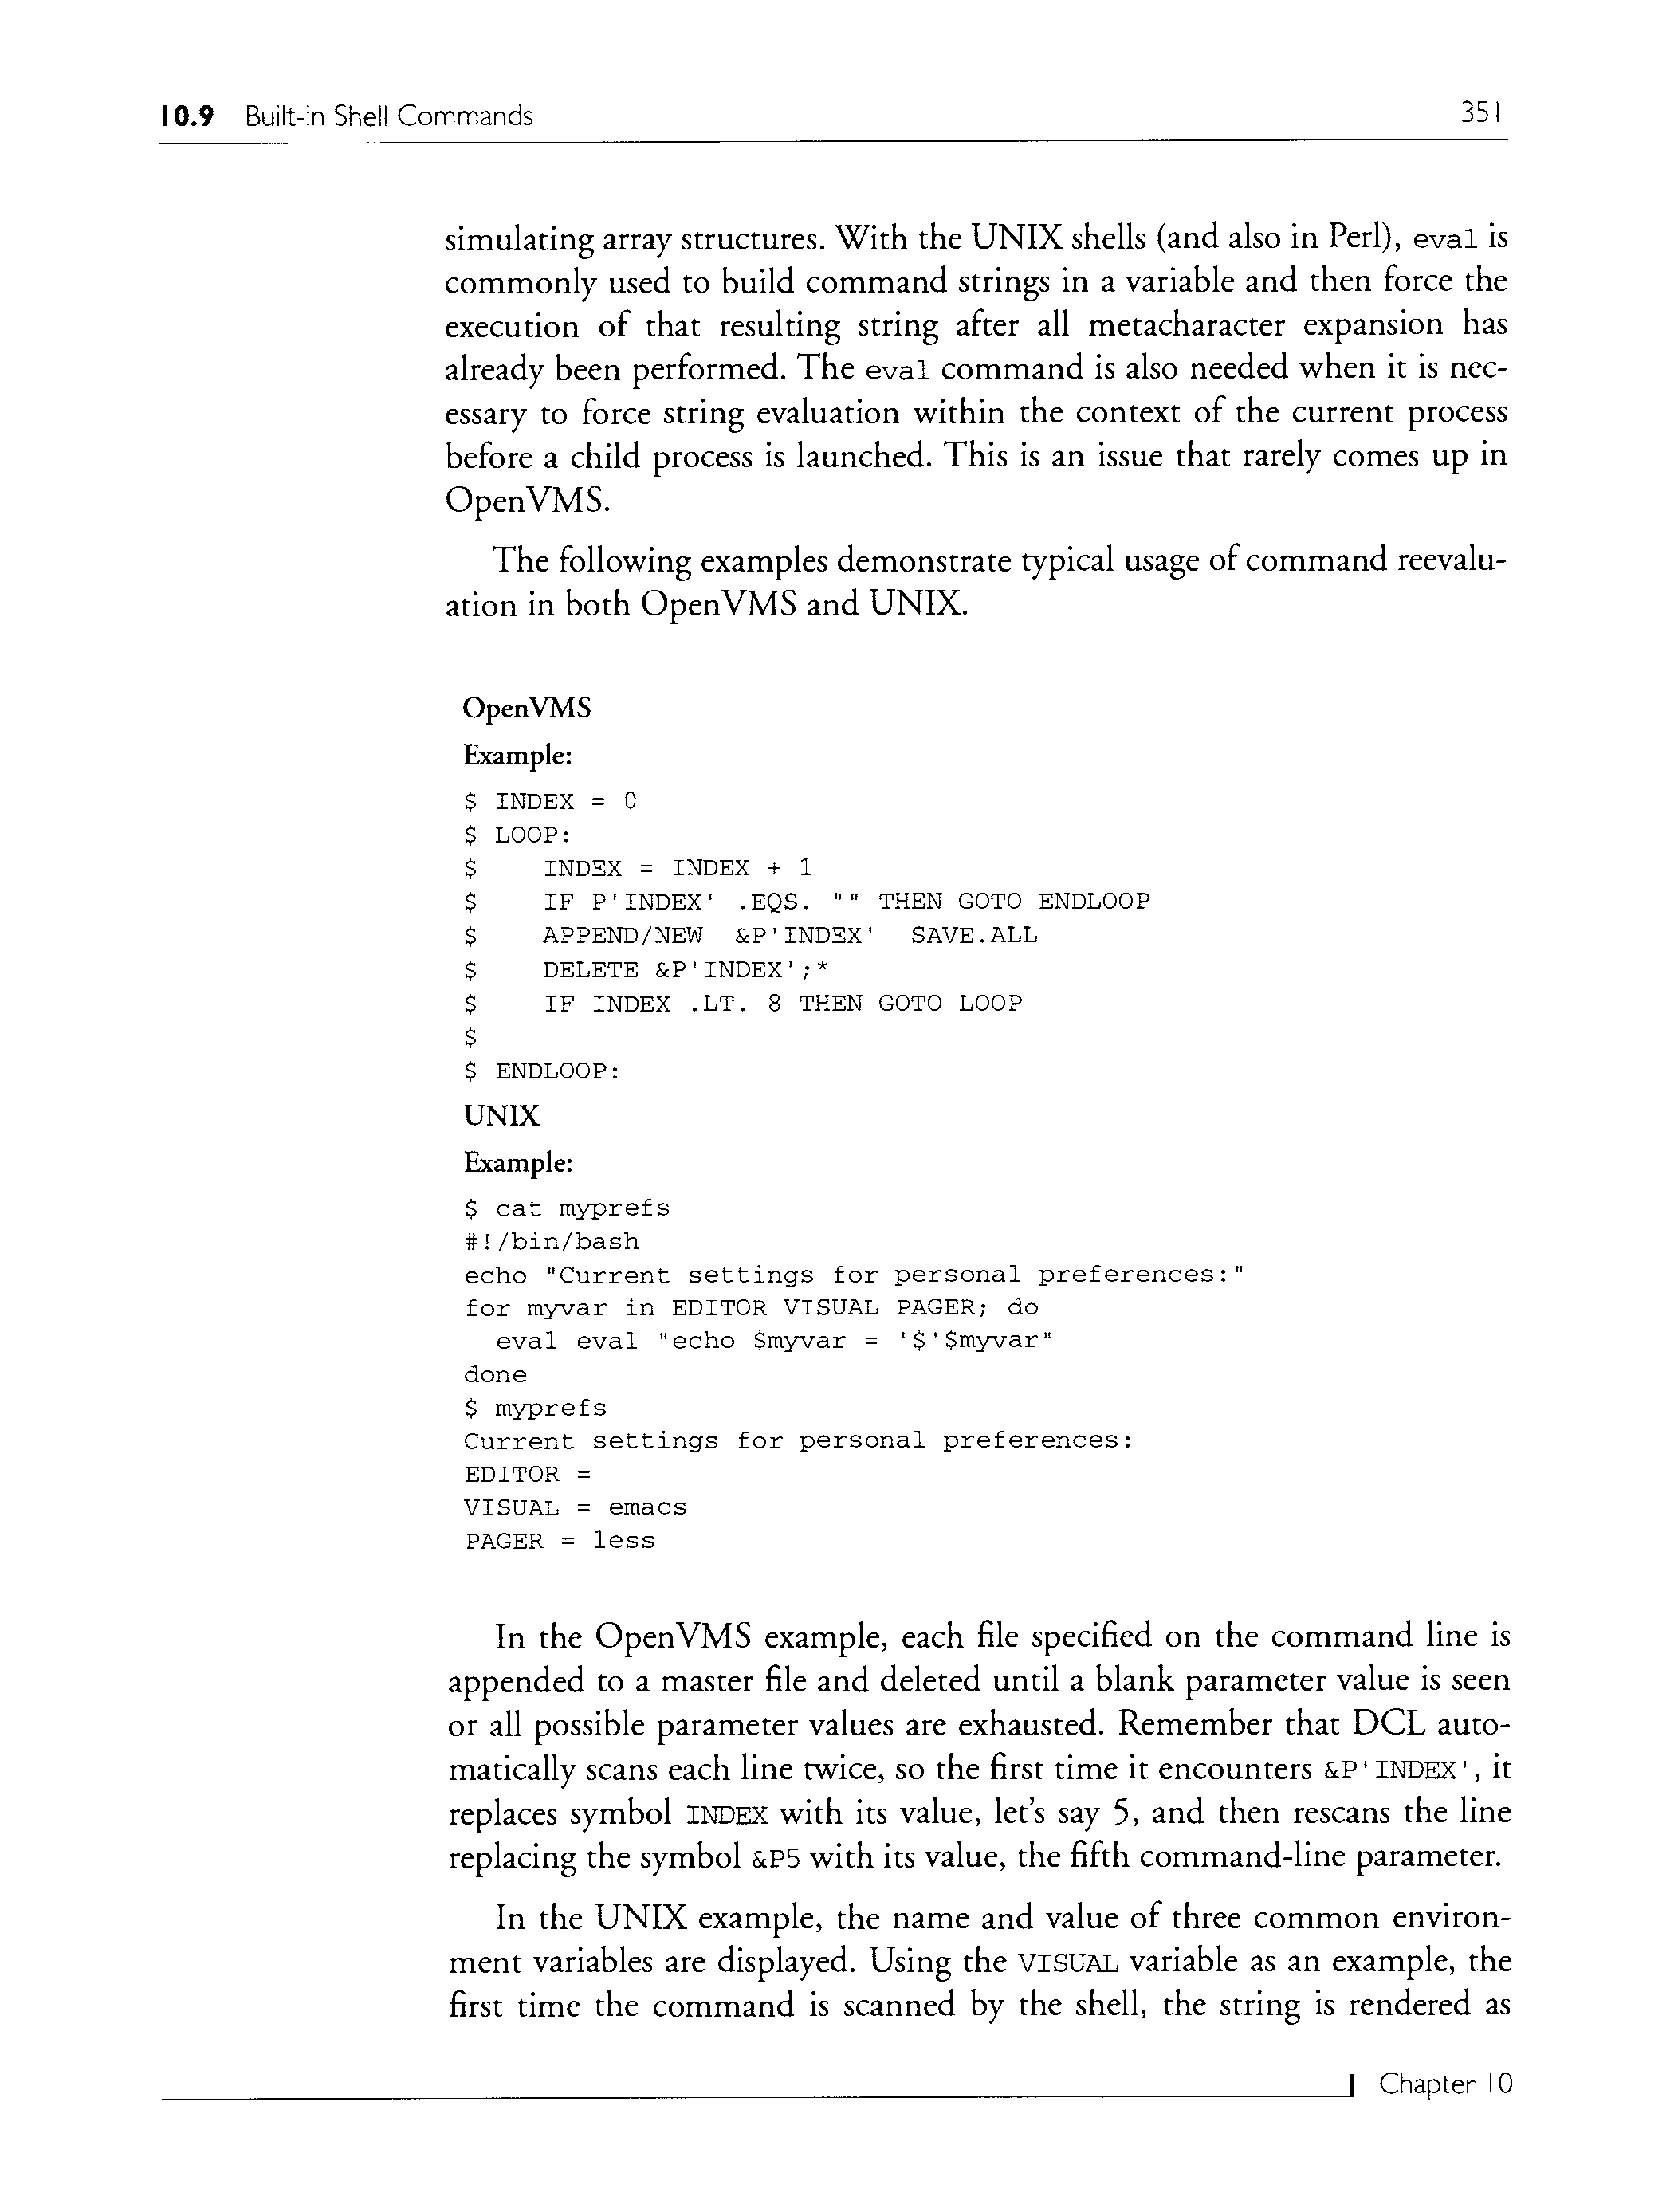 10.9 Built-in Shell Commands 351
simulating array structures. With the UNIX shells (and also in Perl), eval is
commonly used to build command strings in a variable and then force the
execution of that resulting string after all metacharacter expansion has
already been performed. The eval command is also needed when it is nec-
essary to force string evaluation within the context of the current process
before a child process is launched. This is an issue that rarely comes up in
OpenVMS.
The following examples demonstrate typical usage of command reevalu-
ation in both OpenVMS and UNIX.
OpenVMS
Example:
$ INDEX = 0
$ LOOP:
$    INDEX = INDEX + 1
$    IF P'INDEX' .EQS. "" THEN GOTO ENDLOOP
$    APPEND/NEW  &P'INDEX'  SAVE.ALL
$    DELETE &P'INDEX';*
$    IF INDEX .LT. 8 THEN GOTO LOOP
$
$ ENDLOOP:
UNIX
Example:
$ cat myprefs
#!/bin/bash
echo "Current settings for personal preferences:"
for myvar in EDITOR VISUAL PAGER; do
  eval eval "echo $myvar = '$'$myvar"
done
$ myprefs
Current settings for personal preferences:
EDITOR =
VISUAL = emacs
PAGER = less
In the OpenVMS example, each file specified on the command line is
appended to a master file and deleted until a blank parameter value is seen
or all possible parameter values are exhausted. Remember that DCL auto-
matically scans each line twice, so the first time it encounters &P'INDEX', it
replaces symbol INDEX with its value, let's say 5, and then rescans the line
replacing the symbol &P5 with its value, the fifth command-line parameter.
In the UNIX example, the name and value of three common environ-
ment variables are displayed. Using the VISUAL variable as an example, the
first time the command is scanned by the shell, the string is rendered as
Chapter 10